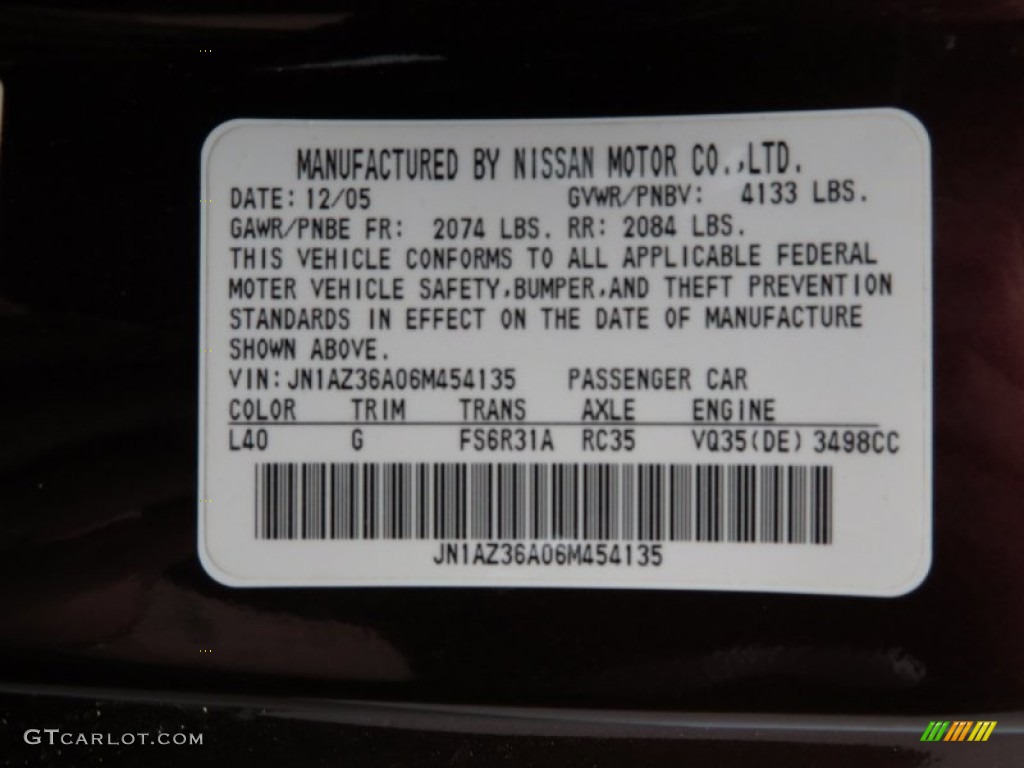 MANUFACTURED BY NISSAN MOTOR CO.,LTD.
DATE: 12/05 GVWR/PNBV: 4133 LBS.
GAWR/PNBE FR: 2074 LBS. RR: 2084 LBS.
THIS VEHICLE CONFORMS TO ALL APPLICABLE FEDERAL
MOTER VEHICLE SAFETY,BUMPER,AND THEFT PREVENTION
STANDARDS IN EFFECT ON THE DATE OF MANUFACTURE
SHOWN ABOVE.
VIN: JN1AZ36A06M454135 PASSENGER CAR
COLOR TRIM TRANS AXLE ENGINE
L40 G FS6R31A RC35 VQ35(DE) 3498CC
JN1AZ36A06M454135
GTCARLOT.COM